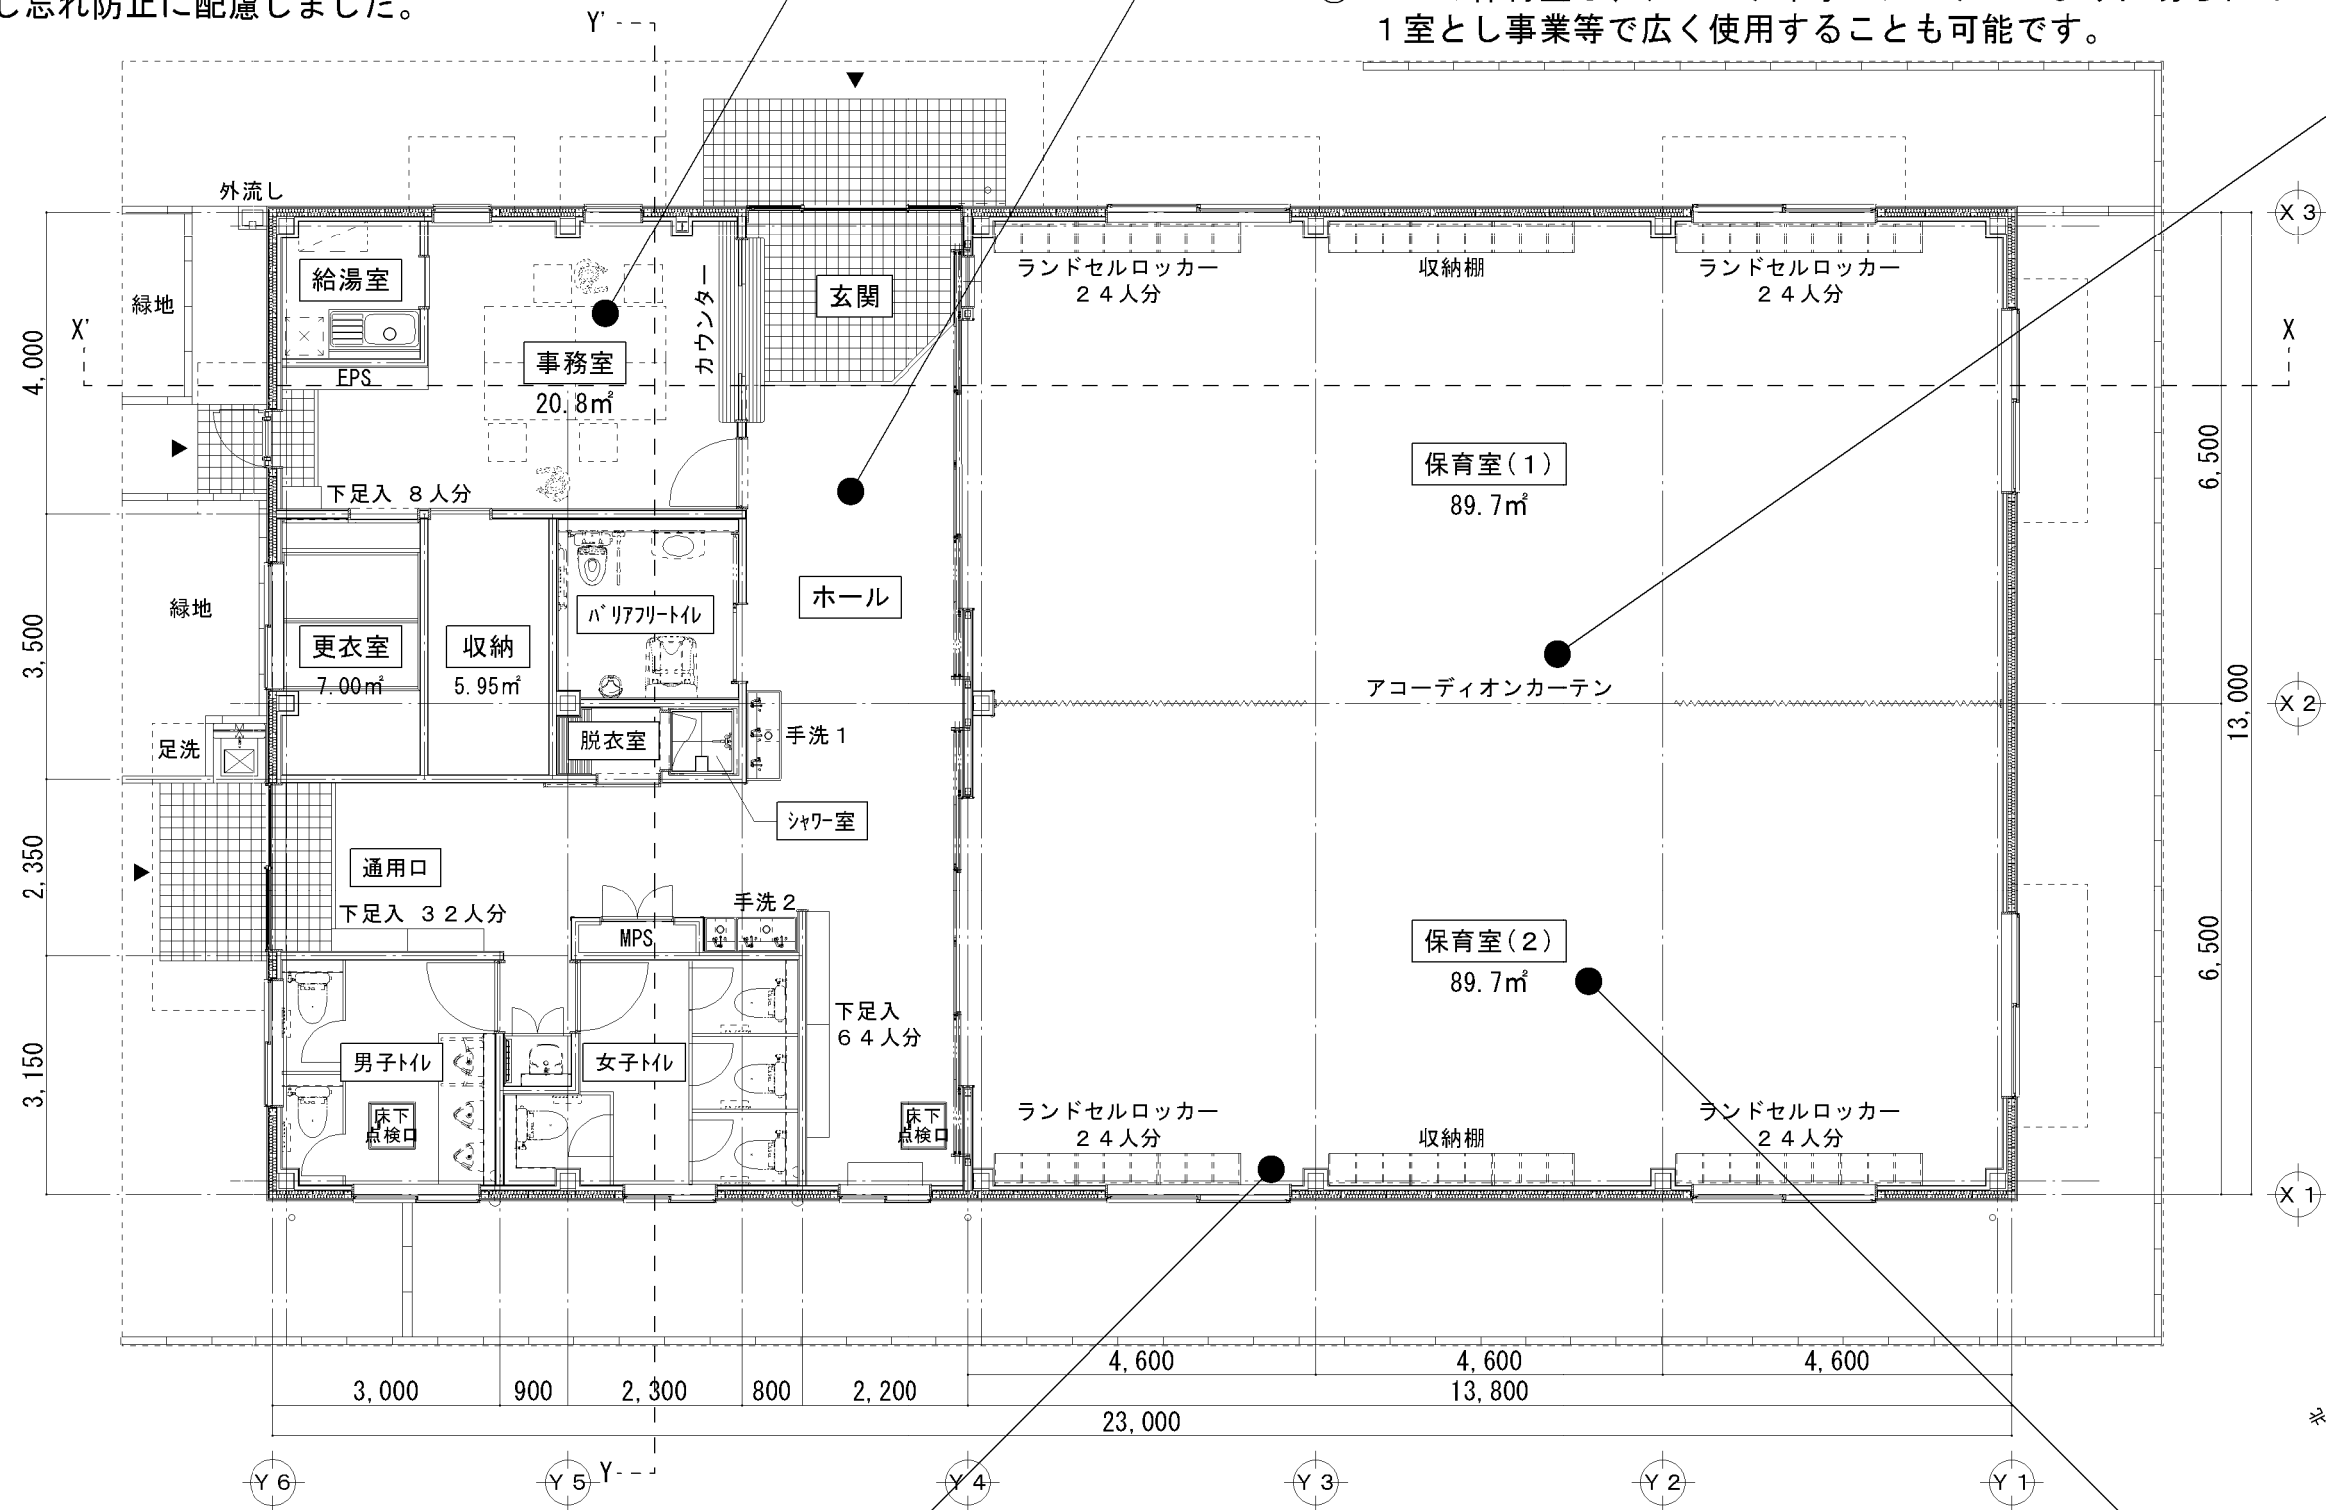 し忘れ防止に配慮しました。
１室とし事業等で広く使用することも可能です。
Y'
外流し
X 3
緑地
給湯室
カウンター
玄関
ランドセルロッカー
２４人分
収納棚
ランドセルロッカー
２４人分
X'
X
4,000
事務室
20.8㎡
EPS
保育室(１)
89.7㎡
6,500
下足入 ８人分
緑地
ホール
バリアフリートイレ
3,500
更衣室
7.00㎡
収納
5.95㎡
アコーディオンカーテン
13,000
X 2
足洗
脱衣室
手洗１
シャワー室
2,350
通用口
下足入 ３２人分
手洗２
MPS
保育室(２)
89.7㎡
6,500
下足入
６４人分
3,150
男子トイレ
女子トイレ
床下
点検口
床下
点検口
ランドセルロッカー
２４人分
収納棚
ランドセルロッカー
２４人分
X 1
4,600
4,600
4,600
3,000
900
2,300
800
2,200
13,800
23,000
Y 6
Y 5
Y
Y 4
Y 3
Y 2
Y 1